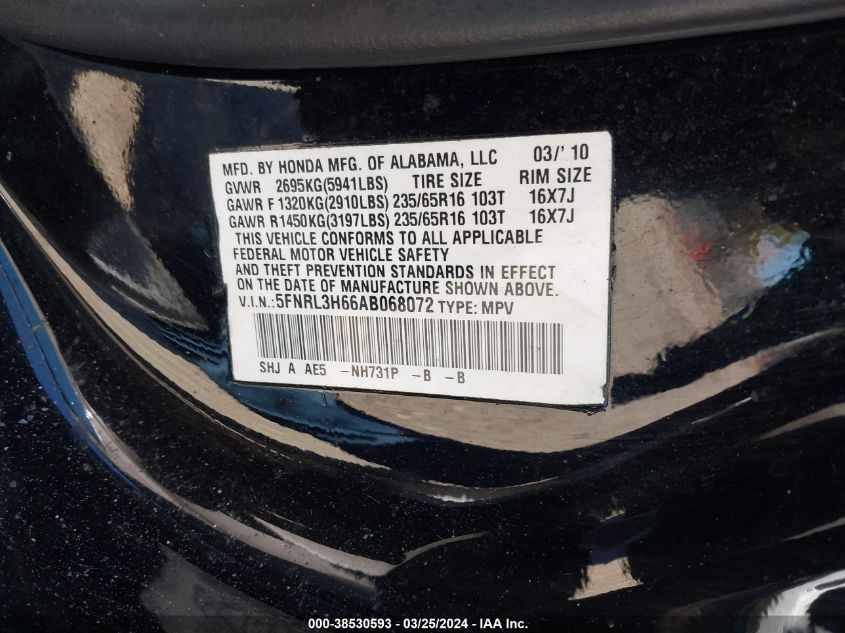 MFD. BY HONDA MFG. OF ALABAMA, LLC 03/' 10
GVWR 2695KG(5941LBS) TIRE SIZE RIM SIZE
GAWR F 1320KG(2910LBS) 235/65R16 103T 16X7J
GAWR R 1450KG(3197LBS) 235/65R16 103T 16X7J
THIS VEHICLE CONFORMS TO ALL APPLICABLE
FEDERAL MOTOR VEHICLE SAFETY
AND THEFT PREVENTION STANDARDS IN EFFECT
ON THE DATE OF MANUFACTURE SHOWN ABOVE.
V.I.N.: 5FNRL3H66AB068072 TYPE: MPV
SHJ A AE5 -NH731P -B -B
000-38530593 / 03/25/2024 / © IAA Inc.